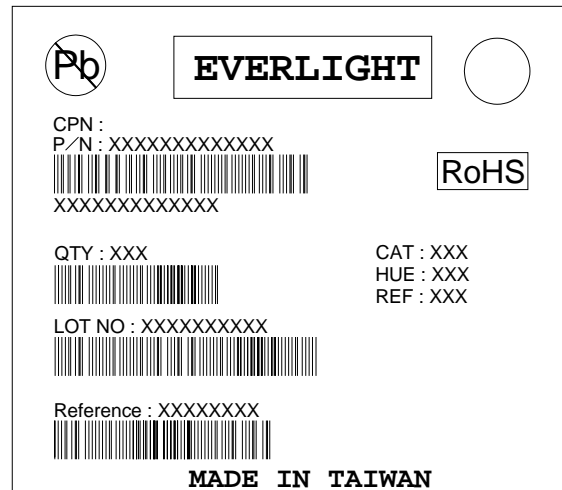 Pb
EVERLIGHT
CPN :
P/N : XXXXXXXXXXXXX
RoHS
XXXXXXXXXXXXX
QTY : XXX
CAT : XXX
HUE : XXX
REF : XXX
LOT NO : XXXXXXXXXX
Reference : XXXXXXXX
MADE IN TAIWAN